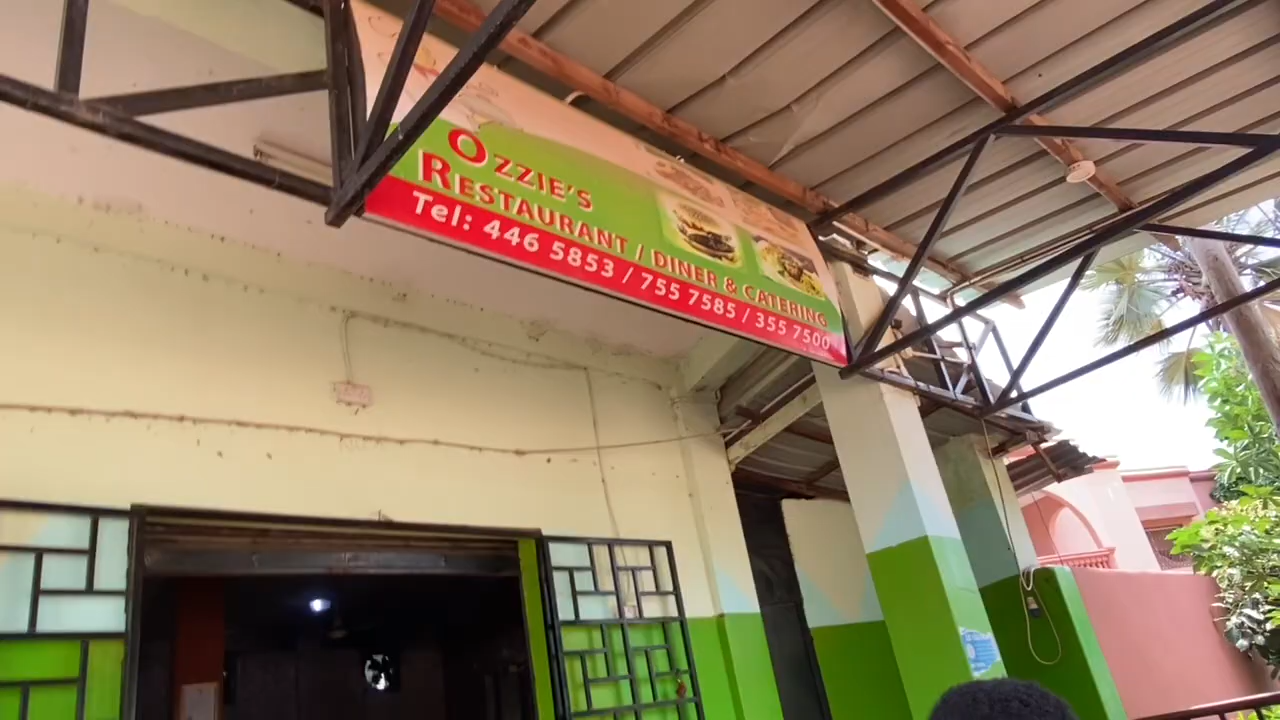 OZZIE'S
RESTAURANT / DINER & CATERING
Tel: 446 5853 / 755 7585 / 355 7500